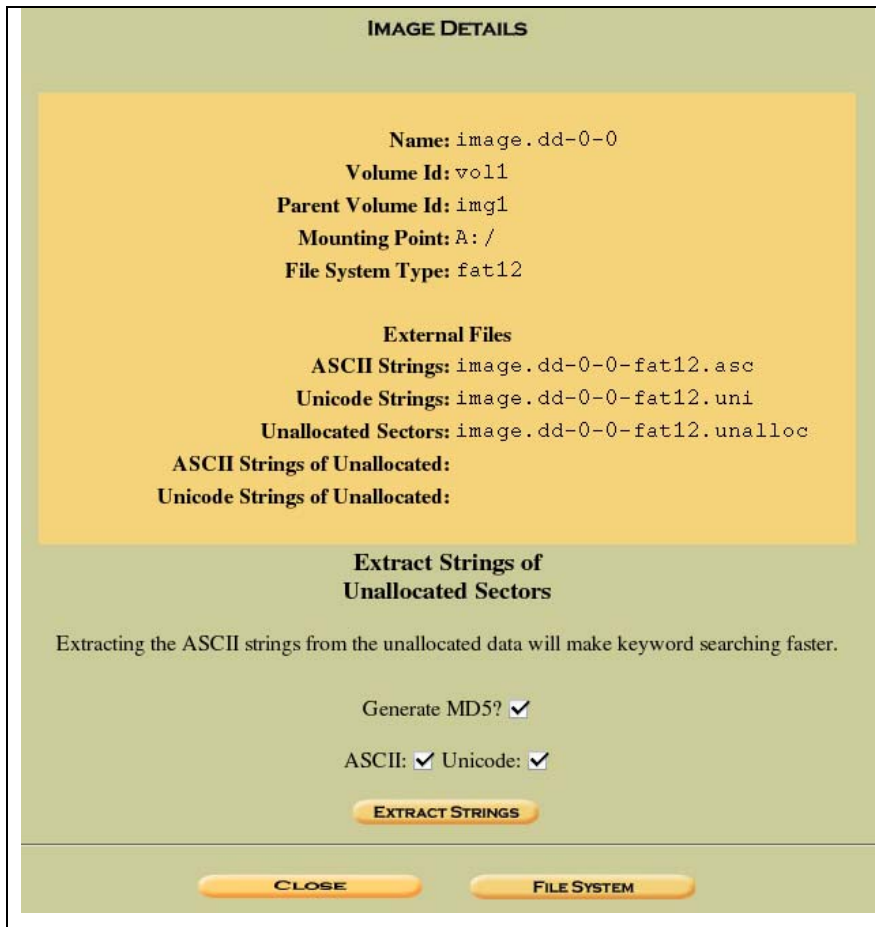 IMAGE DETAILS
Name: image.dd-0-0
Volume Id: vol1
Parent Volume Id: img1
Mounting Point: A:/
File System Type: fat12
External Files
ASCII Strings: image.dd-0-0-fat12.asc
Unicode Strings: image.dd-0-0-fat12.uni
Unallocated Sectors: image.dd-0-0-fat12.unalloc
ASCII Strings of Unallocated:
Unicode Strings of Unallocated:
Extract Strings of
Unallocated Sectors
Extracting the ASCII strings from the unallocated data will make keyword searching faster.
Generate MD5?
ASCII: Unicode:
EXTRACT STRINGS
CLOSE FILE SYSTEM